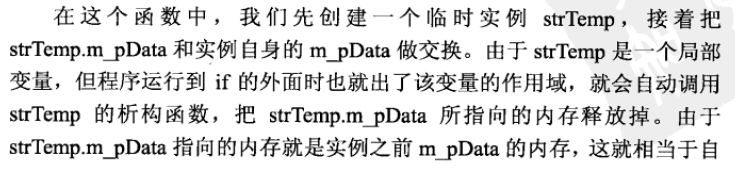 在这个函数中，我们先创建一个临时实例 strTemp，接着把
strTemp.m_pData 和实例自身的 m_pData 做交换。由于 strTemp 是一个局部
变量，但程序运行到 if 的外面时也就出了该变量的作用域，就会自动调用
strTemp 的析构函数，把 strTemp.m_pData 所指向的内存释放掉。由于
strTemp.m_pData 指向的内存就是实例之前 m_pData 的内存，这就相当于自